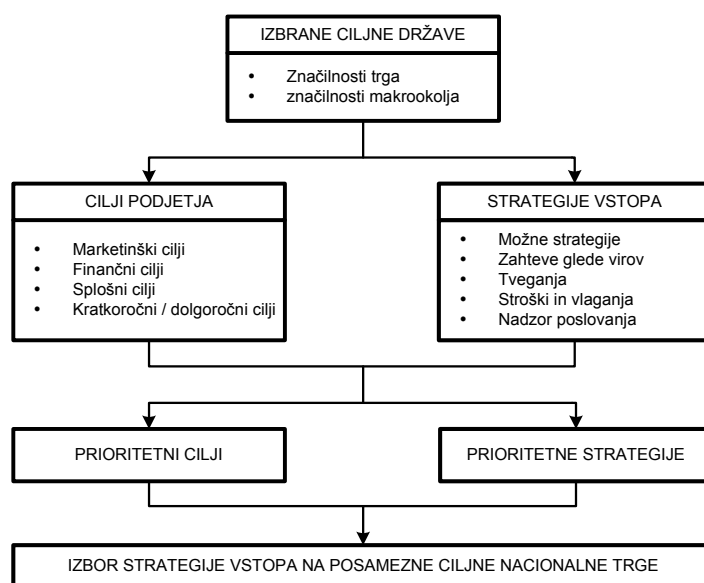 IZBRANE CILJNE DRŽAVE
• Značilnosti trga
• značilnosti makrookolja
CILJI PODJETJA
• Marketinški cilji
• Finančni cilji
• Splošni cilji
• Kratkoročni / dolgoročni cilji
STRATEGIJE VSTOPA
• Možne strategije
• Zahteve glede virov
• Tveganja
• Stroški in vlaganja
• Nadzor poslovanja
PRIORITETNI CILJI
PRIORITETNE STRATEGIJE
IZBOR STRATEGIJE VSTOPA NA POSAMEZNE CILJNE NACIONALNE TRGE